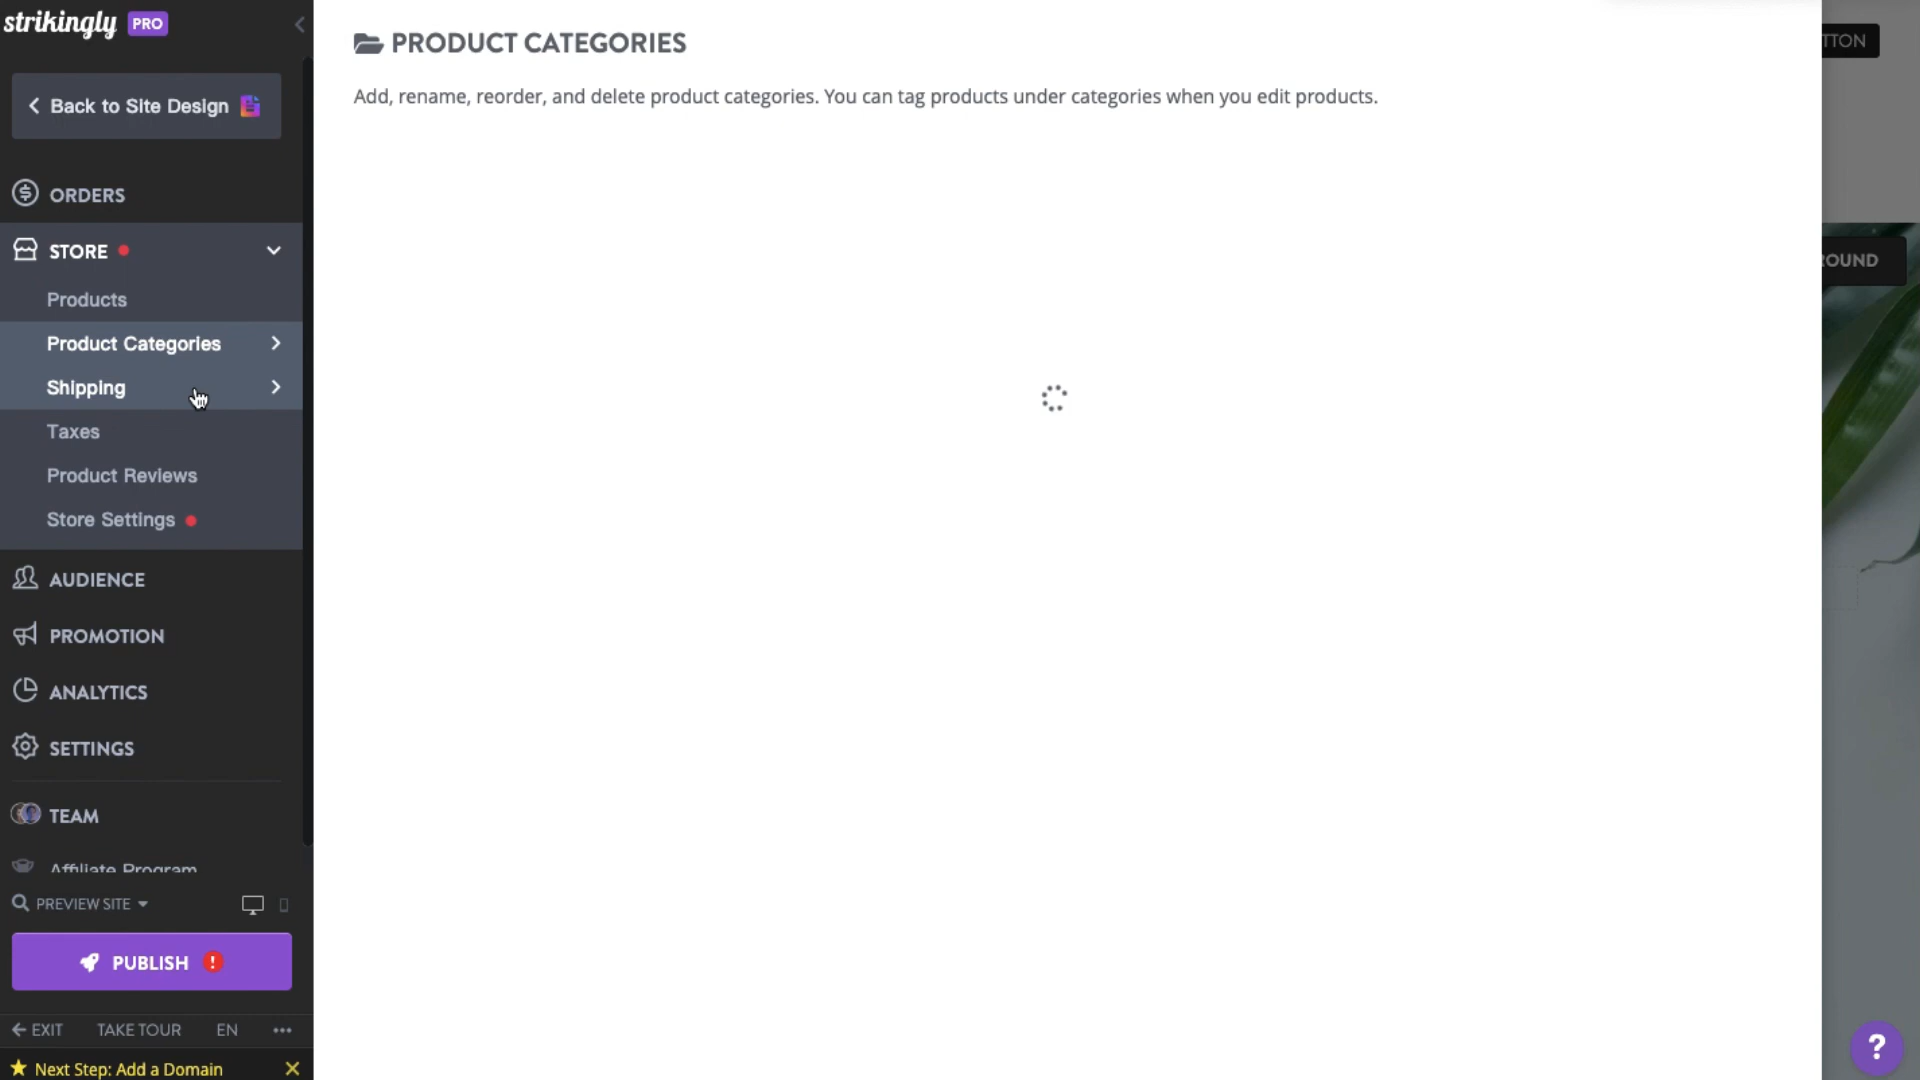 strikingly PRO
Back to Site Design
ORDERS
STORE
Products
Product Categories
Shipping
Taxes
Product Reviews
Store Settings
AUDIENCE
PROMOTION
ANALYTICS
SETTINGS
TEAM
Affiliate Program
PREVIEW SITE
PUBLISH !
EXIT TAKE TOUR EN •••
Next Step: Add a Domain
PRODUCT CATEGORIES
Add, rename, reorder, and delete product categories. You can tag products under categories when you edit products.
TTON
ROUND
?